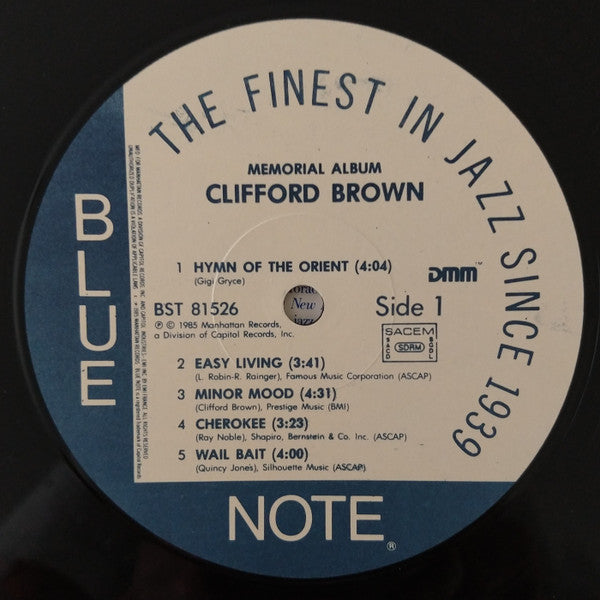 THE FINEST IN JAZZ SINCE 1939
MEMORIAL ALBUM
CLIFFORD BROWN
1 HYMN OF THE ORIENT (4:04)
(Gigi Gryce)
DMM™
BST 81526
Side 1
New
℗ © 1985 Manhattan Records,
a Division of Capitol Records, Inc.
SACEM
SACD SDRM BGDL
2 EASY LIVING (3:41)
(L. Robin-R. Rainger), Famous Music Corporation (ASCAP)
3 MINOR MOOD (4:31)
(Clifford Brown), Prestige Music (BMI)
4 CHEROKEE (3:23)
(Ray Noble), Shapiro, Bernstein & Co. Inc. (ASCAP)
5 WAIL BAIT (4:00)
(Quincy Jones), Silhouette Music (ASCAP)
BLUE
NOTE®